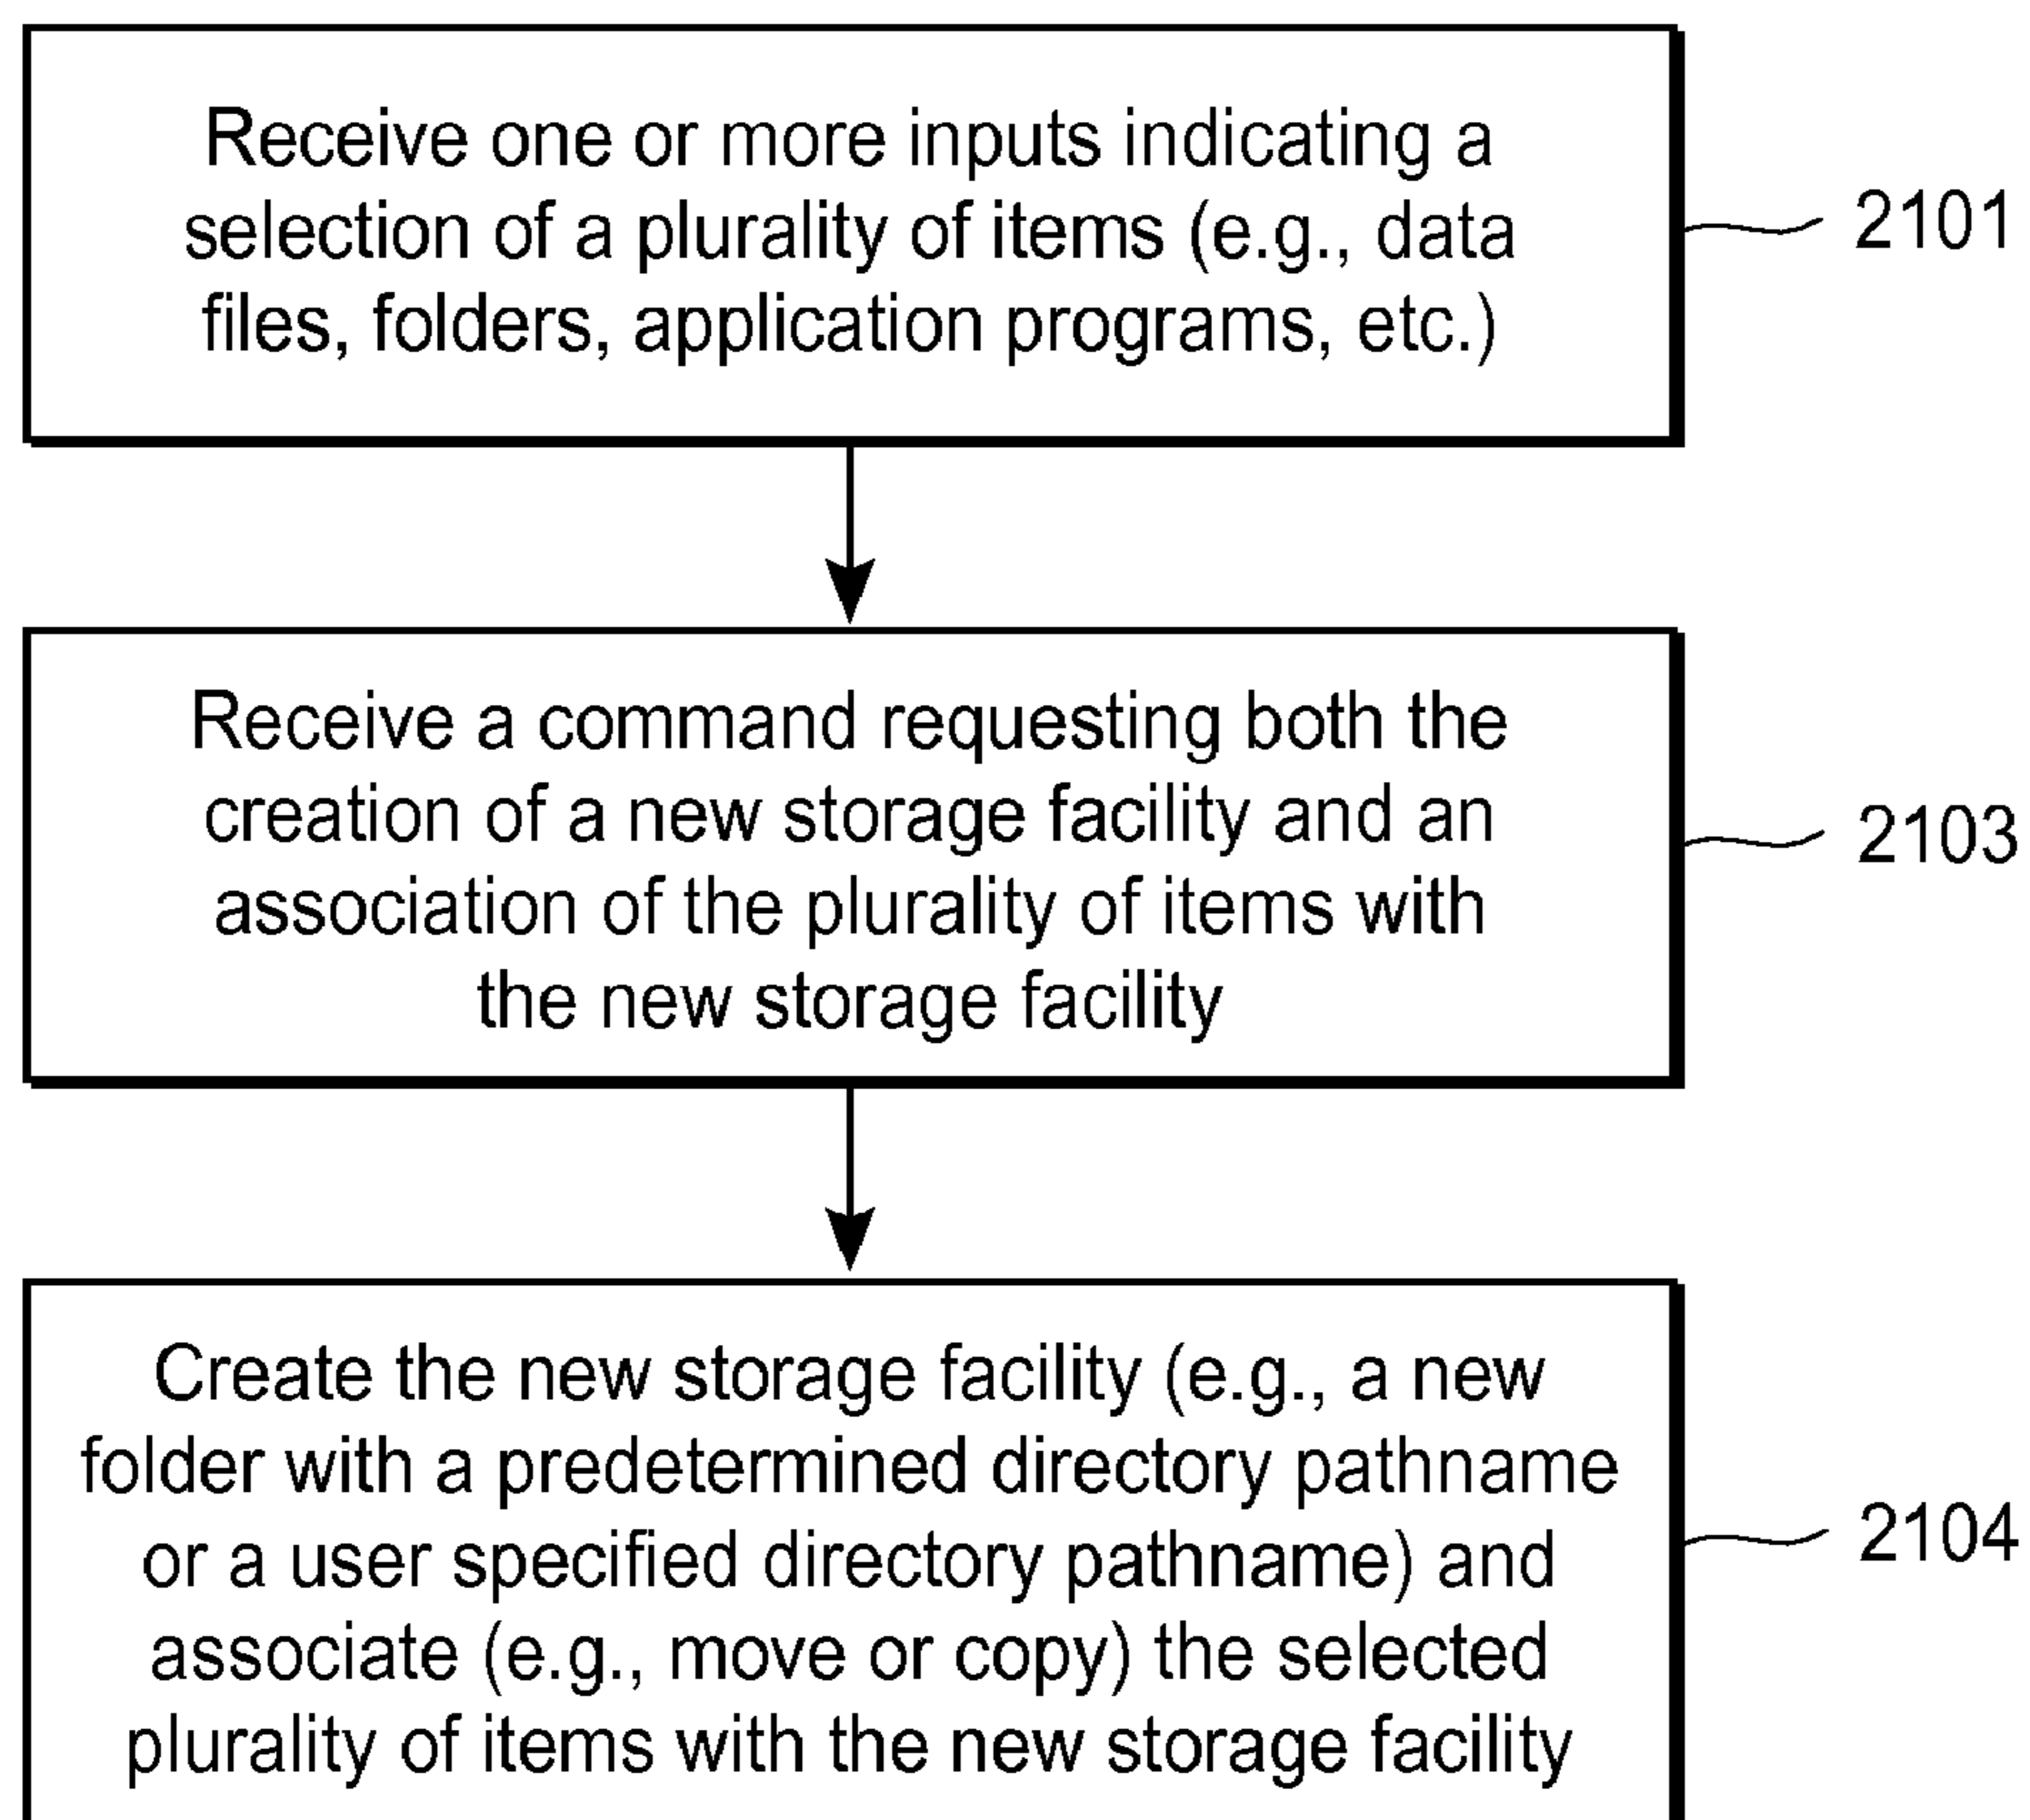 Receive one or more inputs indicating a
selection of a plurality of items (e.g., data
files, folders, application programs, etc.)
2101
Receive a command requesting both the
creation of a new storage facility and an
association of the plurality of items with
the new storage facility
2103
Create the new storage facility (e.g., a new
folder with a predetermined directory pathname
or a user specified directory pathname) and
associate (e.g., move or copy) the selected
plurality of items with the new storage facility
2104